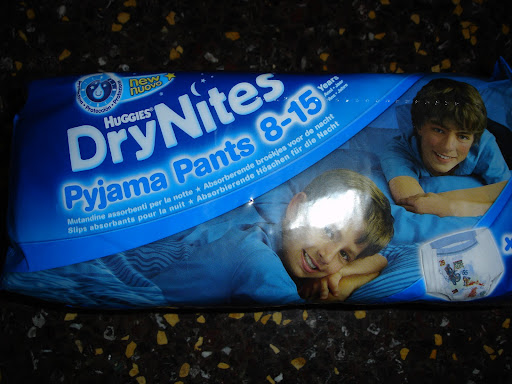 new
nuovo
HUGGIES®
DryNites
Pyjama Pants 8-15 Years
Mutandine assorbenti per la notte ★ Absorberende broekjes voor de nacht
Slips absorbants pour la nuit ★ Absorbierende Höschen für die Nacht
x